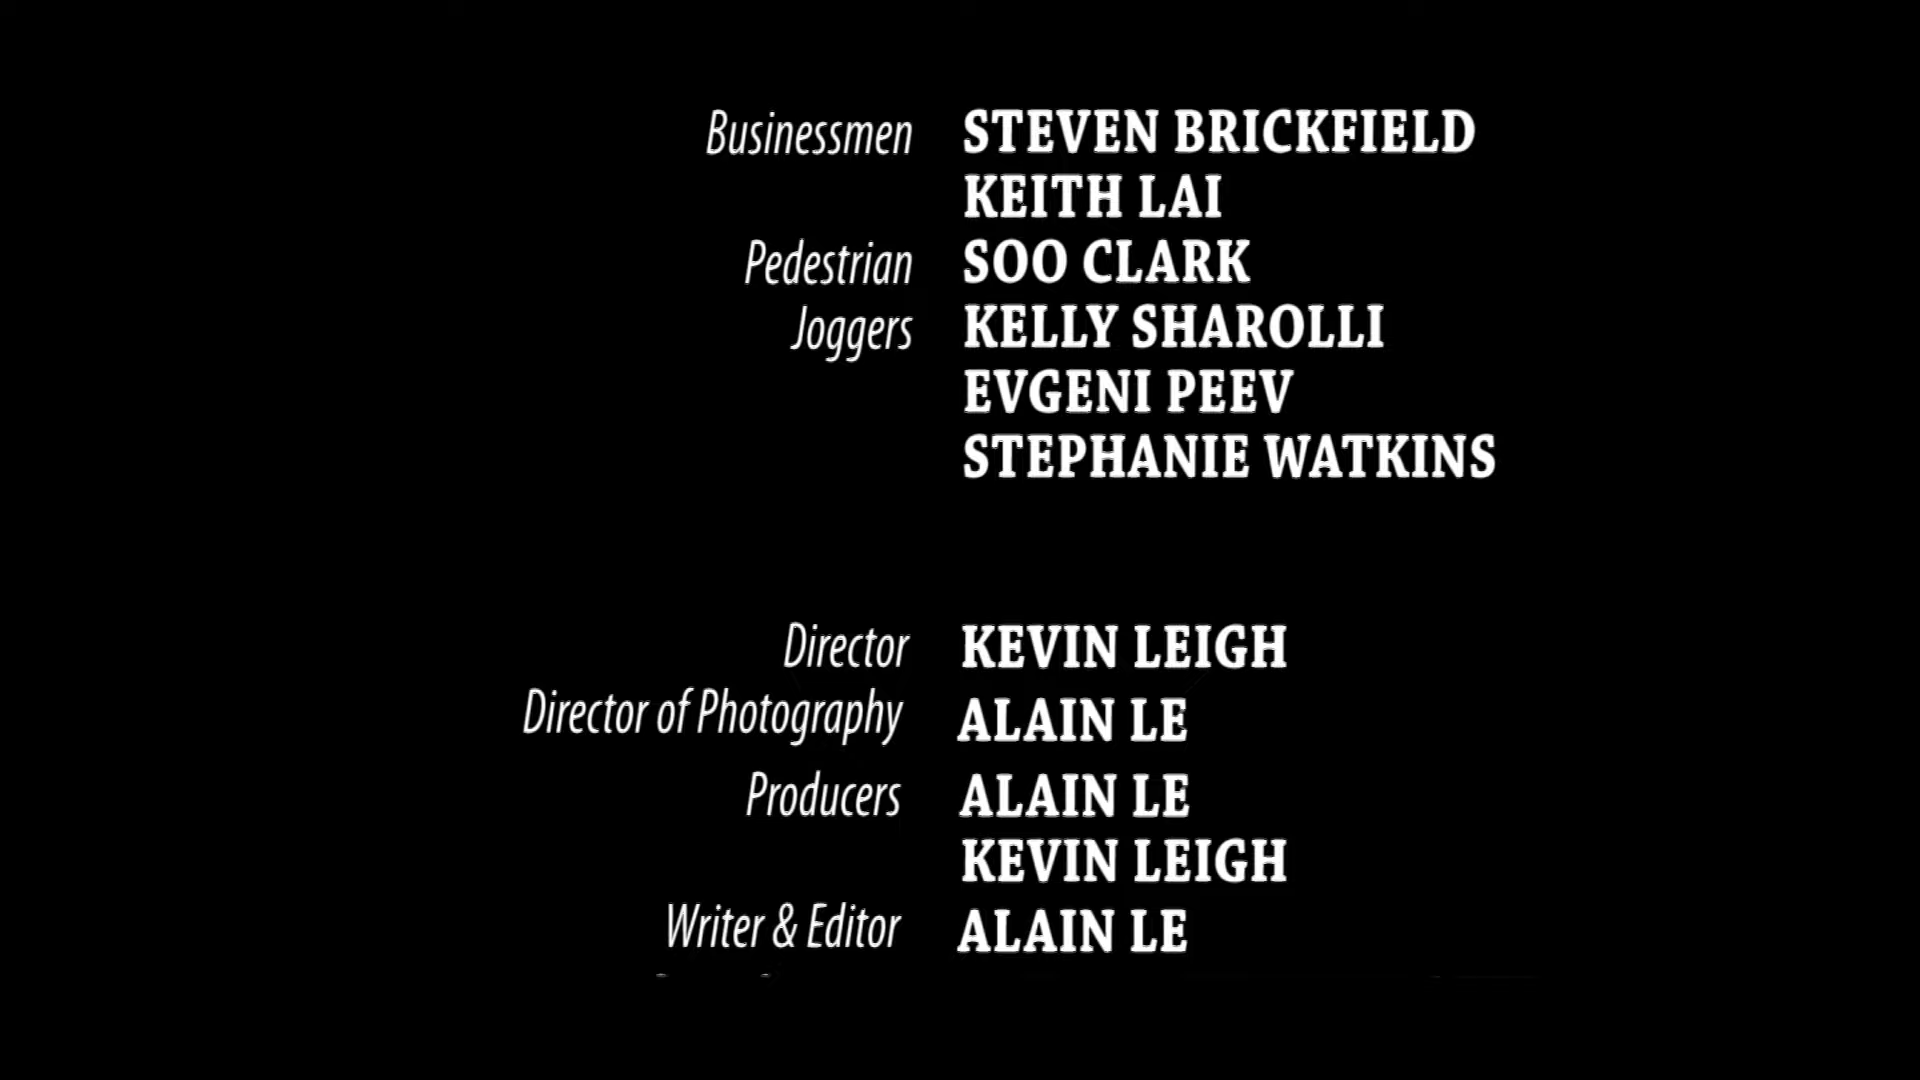 Businessmen STEVEN BRICKFIELD
KEITH LAI
Pedestrian SOO CLARK
Joggers KELLY SHAROLLI
EVGENI PEEV
STEPHANIE WATKINS
Director KEVIN LEIGH
Director of Photography ALAIN LE
Producers ALAIN LE
KEVIN LEIGH
Writer & Editor ALAIN LE